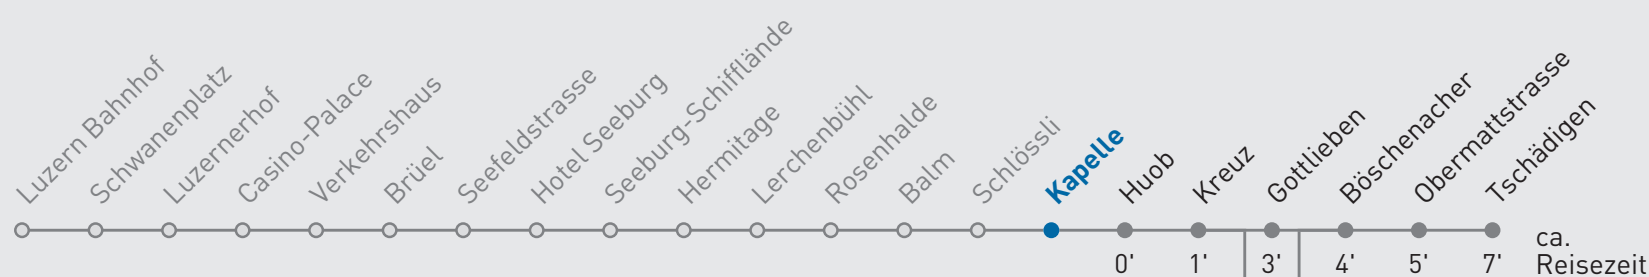 Luzern Bahnhof
Schwanenplatz
Luzernerhof
Casino-Palace
Verkehrshaus
Brüel
Seefeldstrasse
Hotel Seeburg
Seeburg-Schifflände
Hermitage
Lerchenbühl
Rosenhalde
Balm
Schlössli
Kapelle
Huob
Kreuz
Gottlieben
Böschenacher
Obermattstrasse
Tschädigen
0' 1' 3' 4' 5' 7'
ca.
Reisezeit